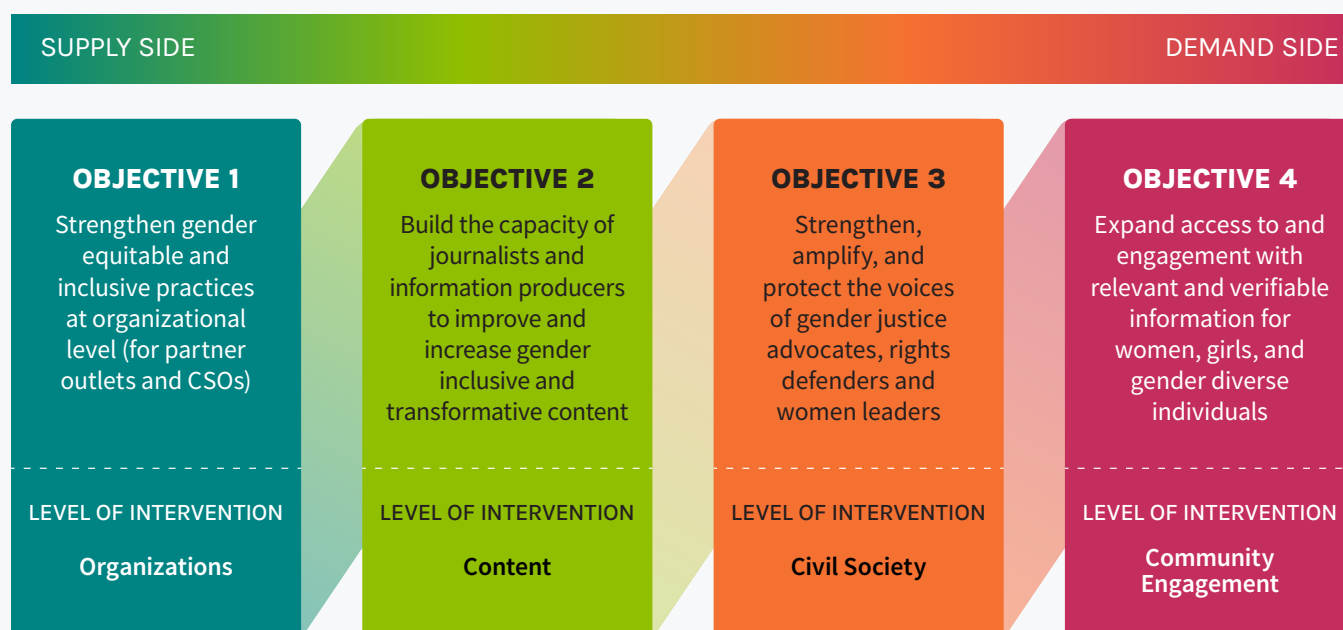 SUPPLY SIDE
DEMAND SIDE
OBJECTIVE 1
Strengthen gender
equitable and
inclusive practices
at organizational
level (for partner
outlets and CSOs)
LEVEL OF INTERVENTION
Organizations
OBJECTIVE 2
Build the capacity of
journalists and
information producers
to improve and
increase gender
inclusive and
transformative content
LEVEL OF INTERVENTION
Content
OBJECTIVE 3
Strengthen,
amplify, and
protect the voices
of gender justice
advocates, rights
defenders and
women leaders
LEVEL OF INTERVENTION
Civil Society
OBJECTIVE 4
Expand access to and
engagement with
relevant and verifiable
information for
women, girls, and
gender diverse
individuals
LEVEL OF INTERVENTION
Community
Engagement